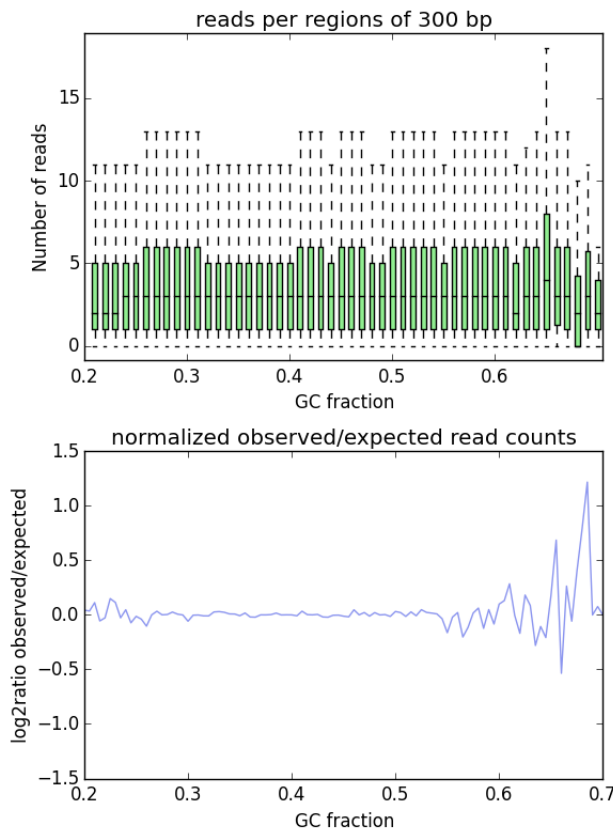 reads per regions of 300 bp
Number of reads
15
10
5
0
0.2 0.3 0.4 0.5 0.6
GC fraction
normalized observed/expected read counts
log2ratio observed/expected
1.5
1.0
0.5
0.0
−0.5
−1.0
−1.5
0.2 0.3 0.4 0.5 0.6 0.7
GC fraction